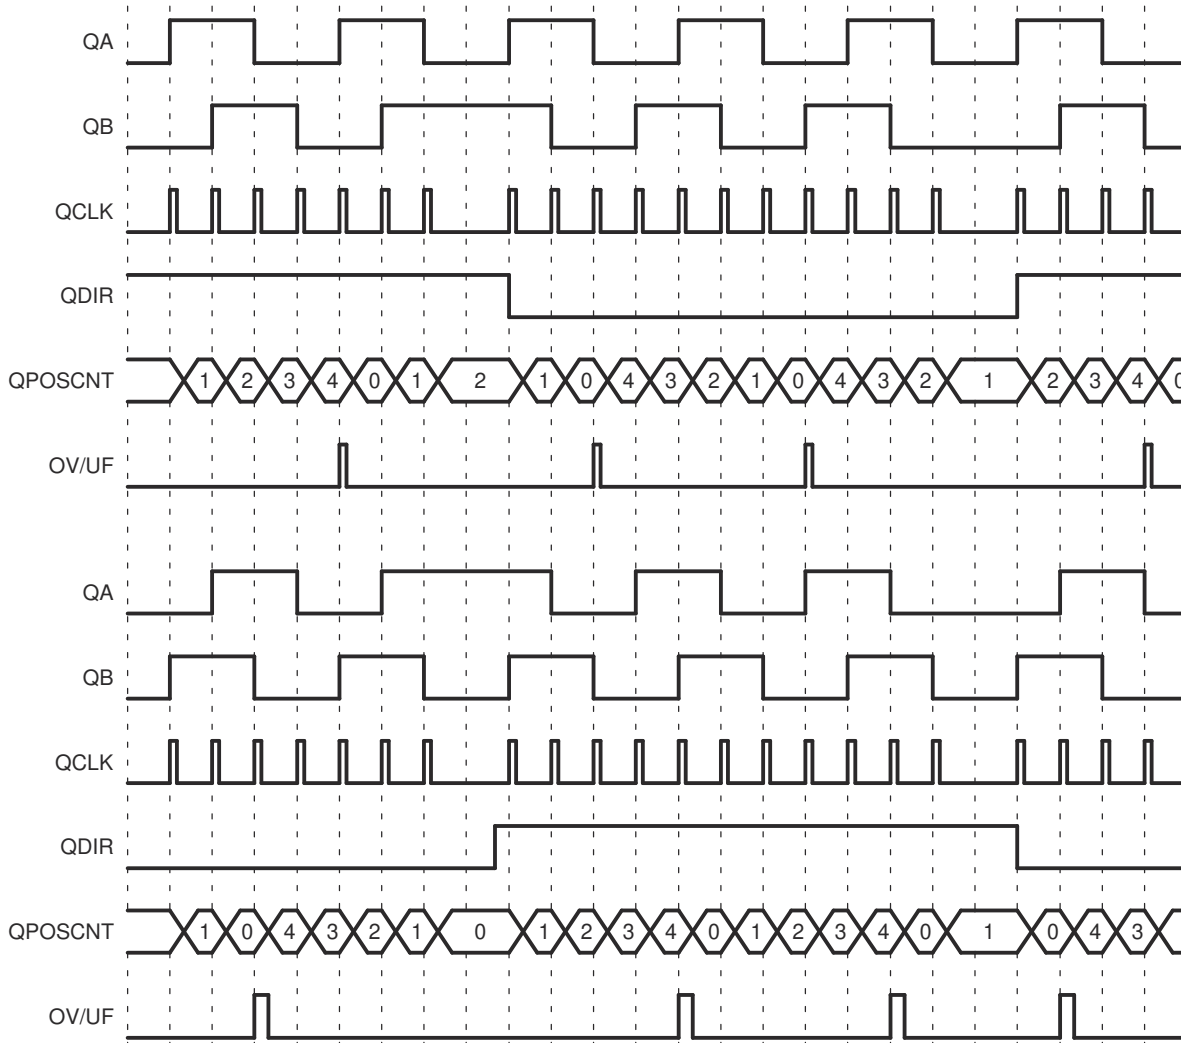 QA
QB
QCLK
QDIR
QPOSCNT 1 2 3 4 0 1 2 1 0 4 3 2 1 0 4 3 2 1 2 3 4 0
OV/UF
QA
QB
QCLK
QDIR
QPOSCNT 1 0 4 3 2 1 0 1 2 3 4 0 1 2 3 4 0 1 0 4 3
OV/UF